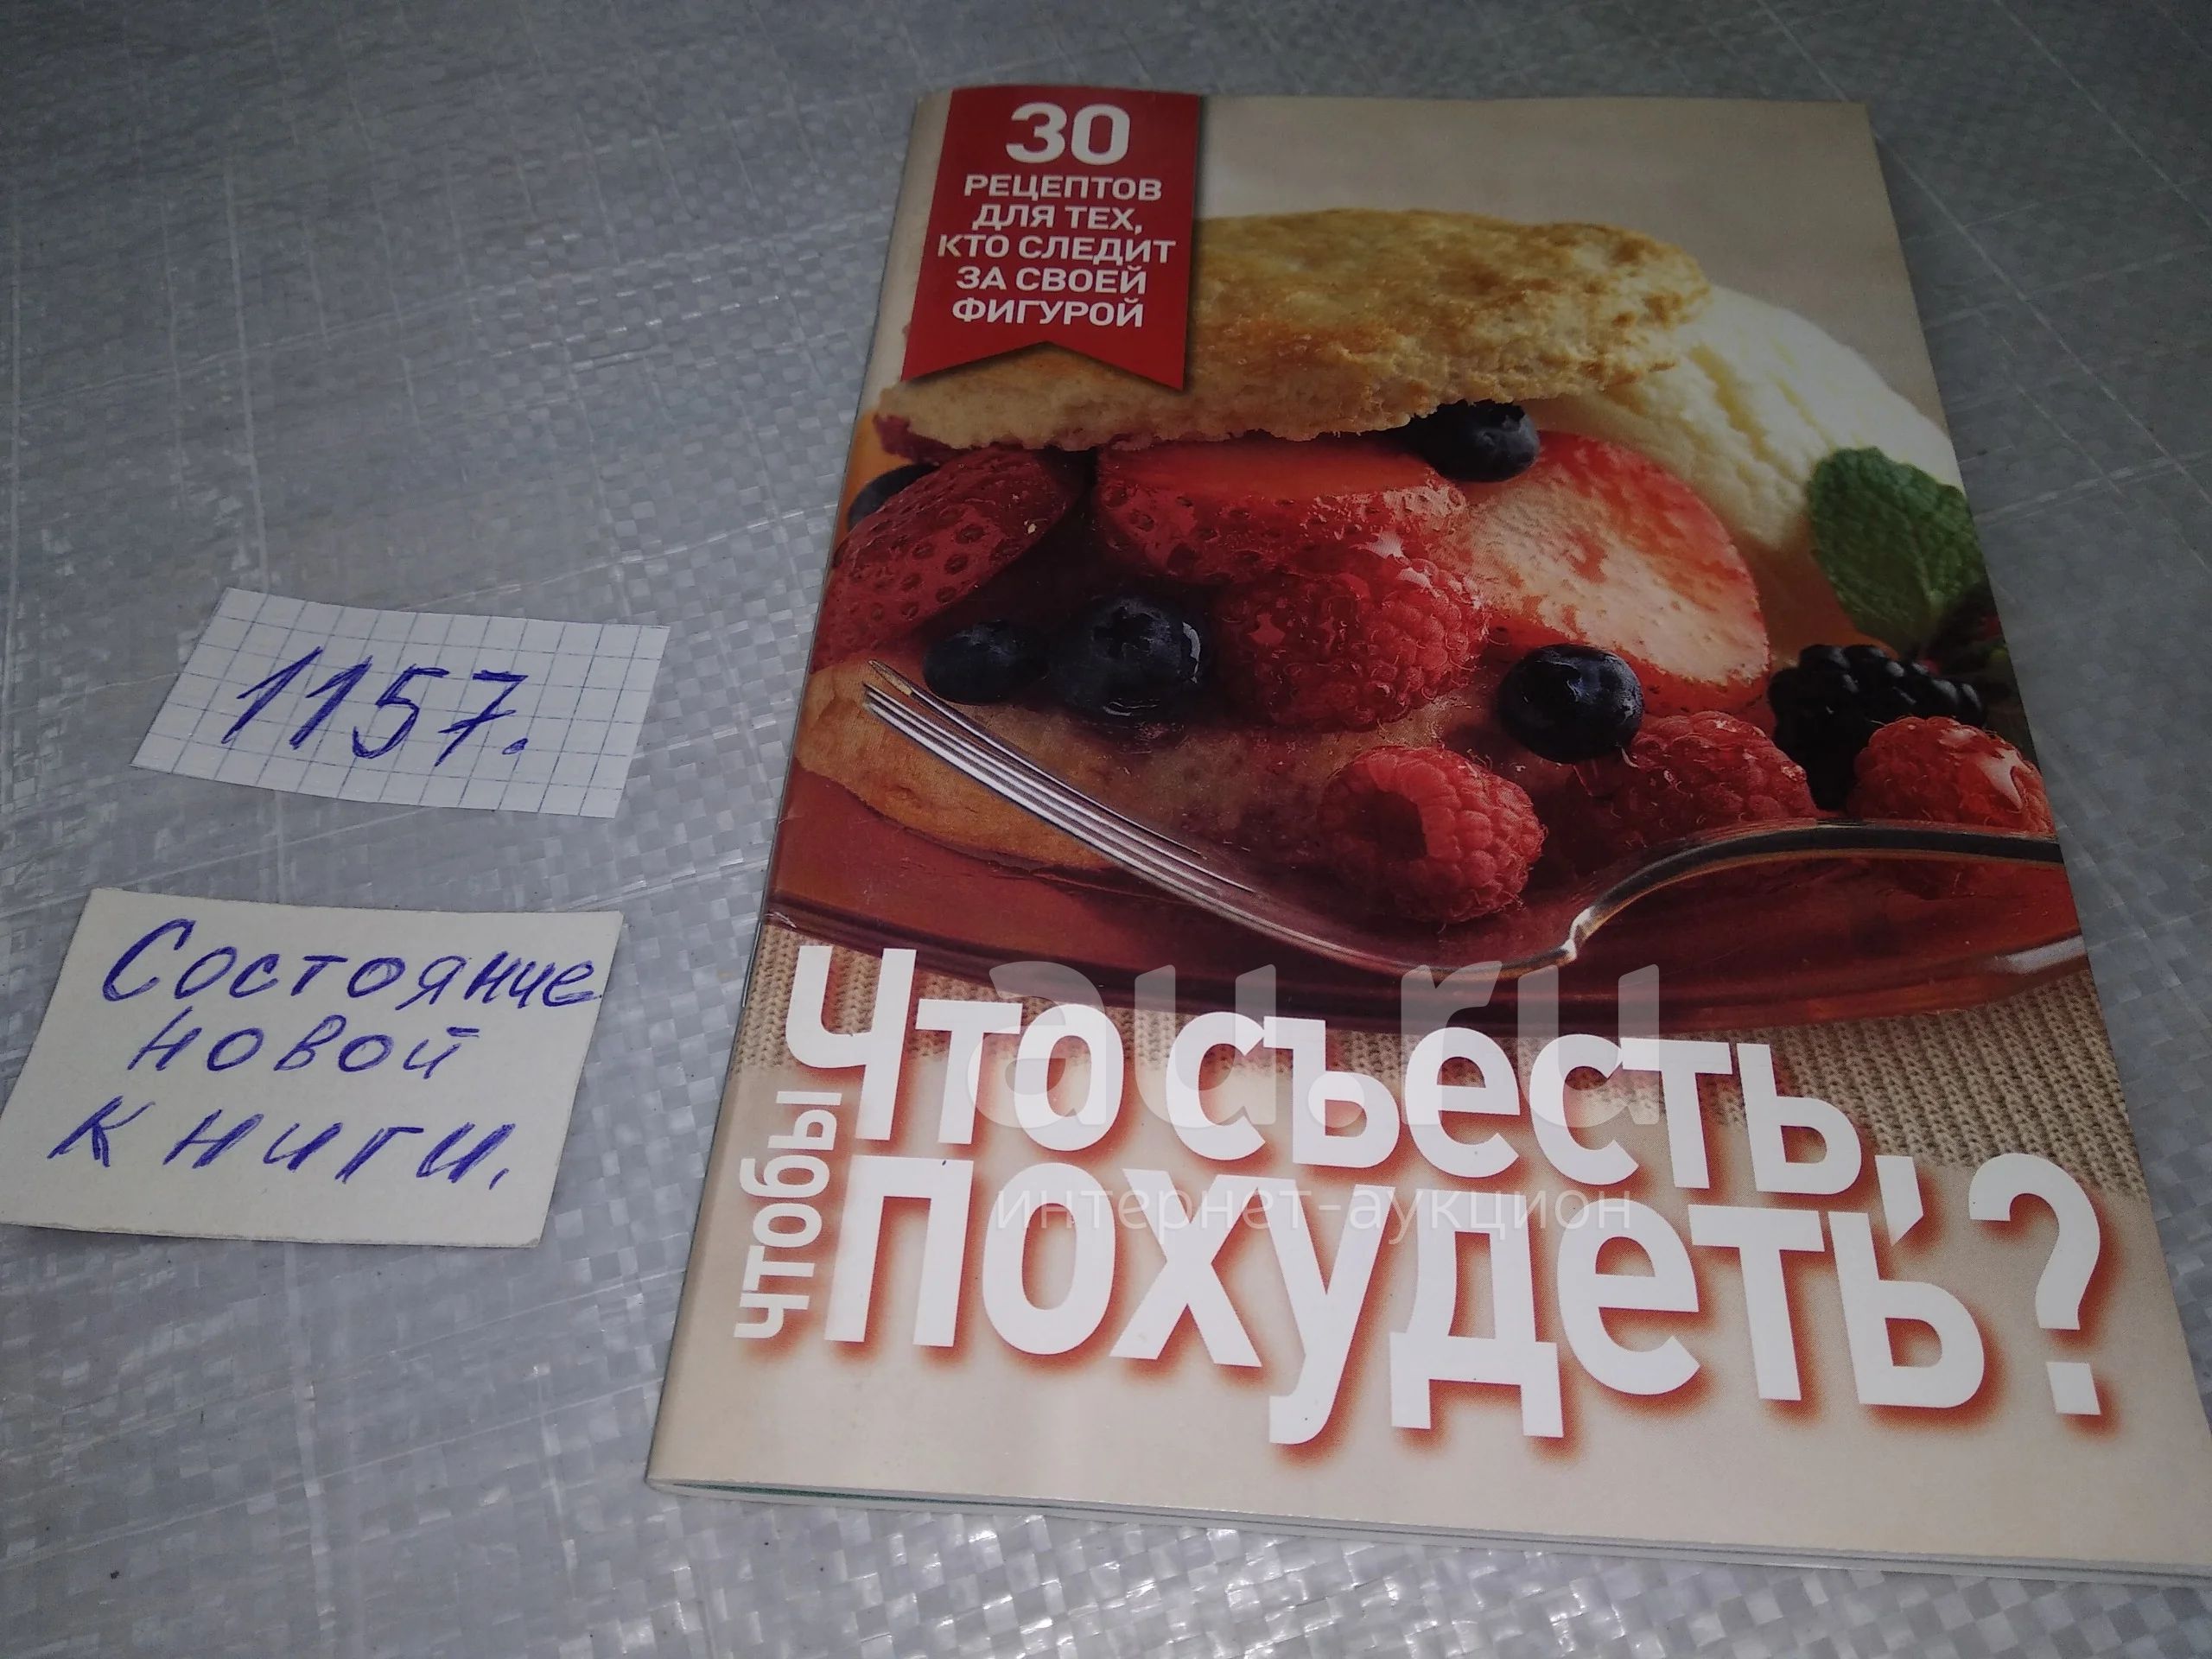 30
РЕЦЕПТОВ
ДЛЯ ТЕХ,
КТО СЛЕДИТ
ЗА СВОЕЙ
ФИГУРОЙ
1157.
Состояние
новой
книги.
Что съесть,
чтобы
похудеть?
au.ru
интернет-аукцион